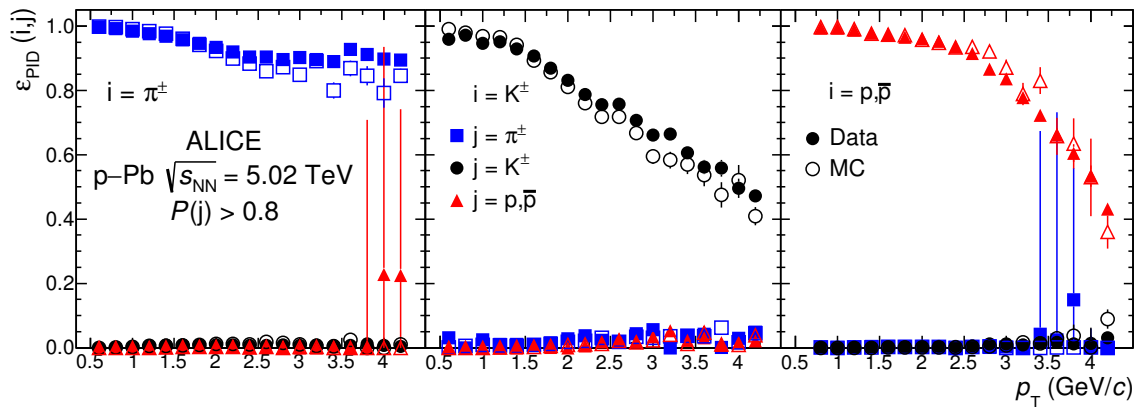 ε_PID (i,j)
1.0
0.8
0.6
0.4
0.2
0.0
i = π±
ALICE
p–Pb √s_NN = 5.02 TeV
P(j) > 0.8
i = K±
j = π±
j = K±
j = p,p̅
i = p,p̅
Data
MC
0.5 1 1.5 2 2.5 3 3.5 4
0.5 1 1.5 2 2.5 3 3.5 4
0.5 1 1.5 2 2.5 3 3.5 4
p_T (GeV/c)